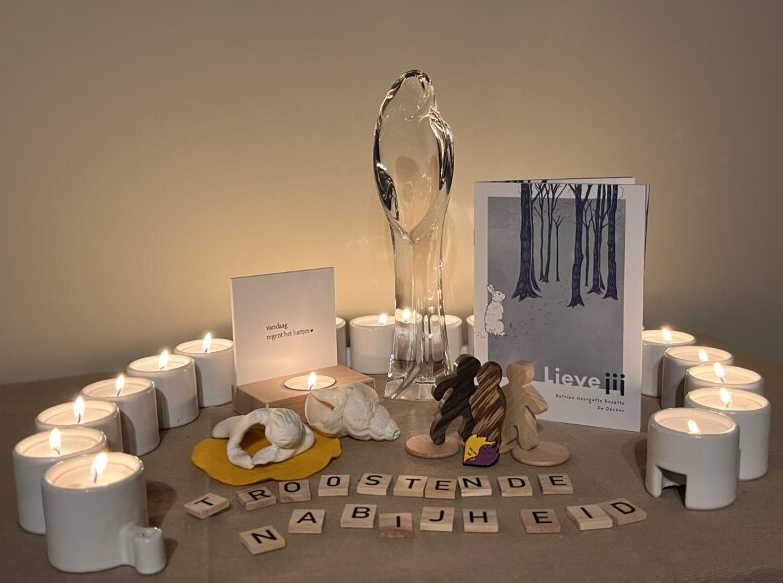 vandaag
regent het hartjes♥
Lieve jij
TROOSTENDE
NABIJHEID